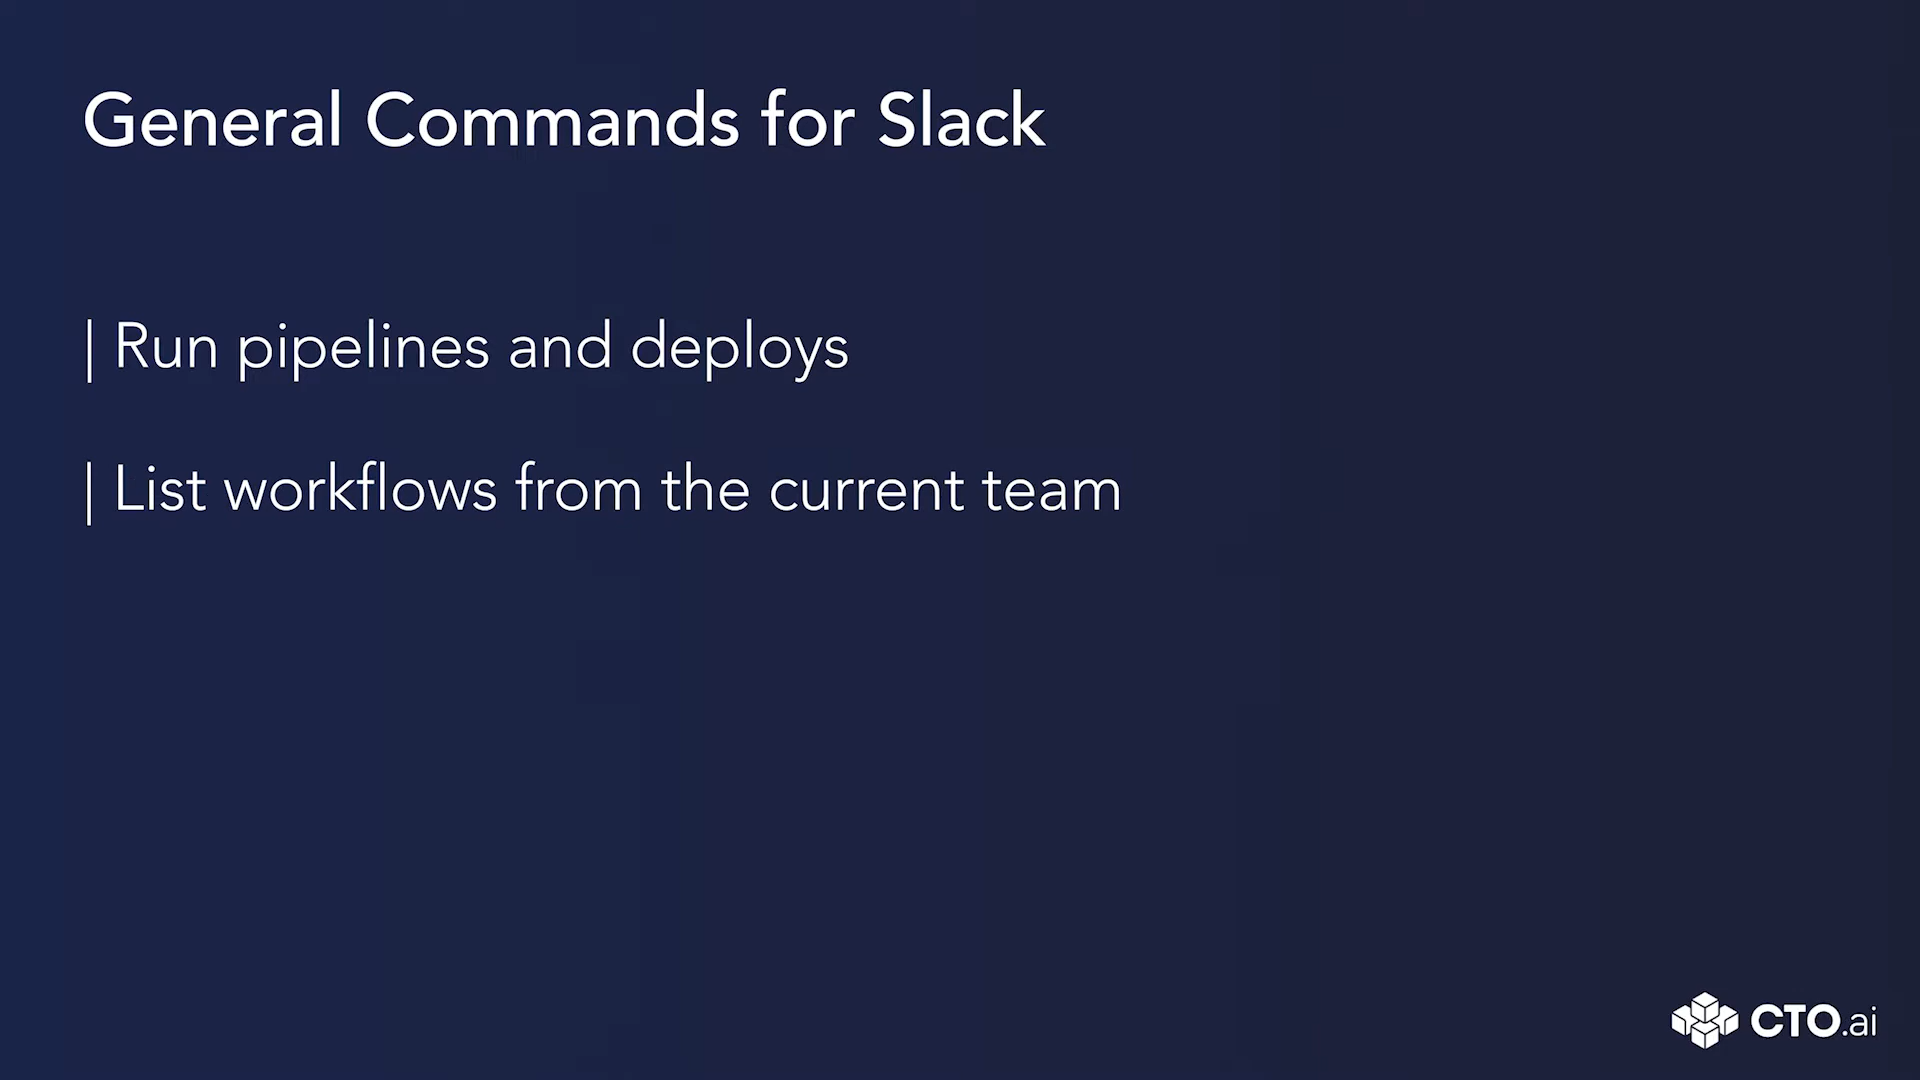 General Commands for Slack
| Run pipelines and deploys
| List workflows from the current team
CTO.ai